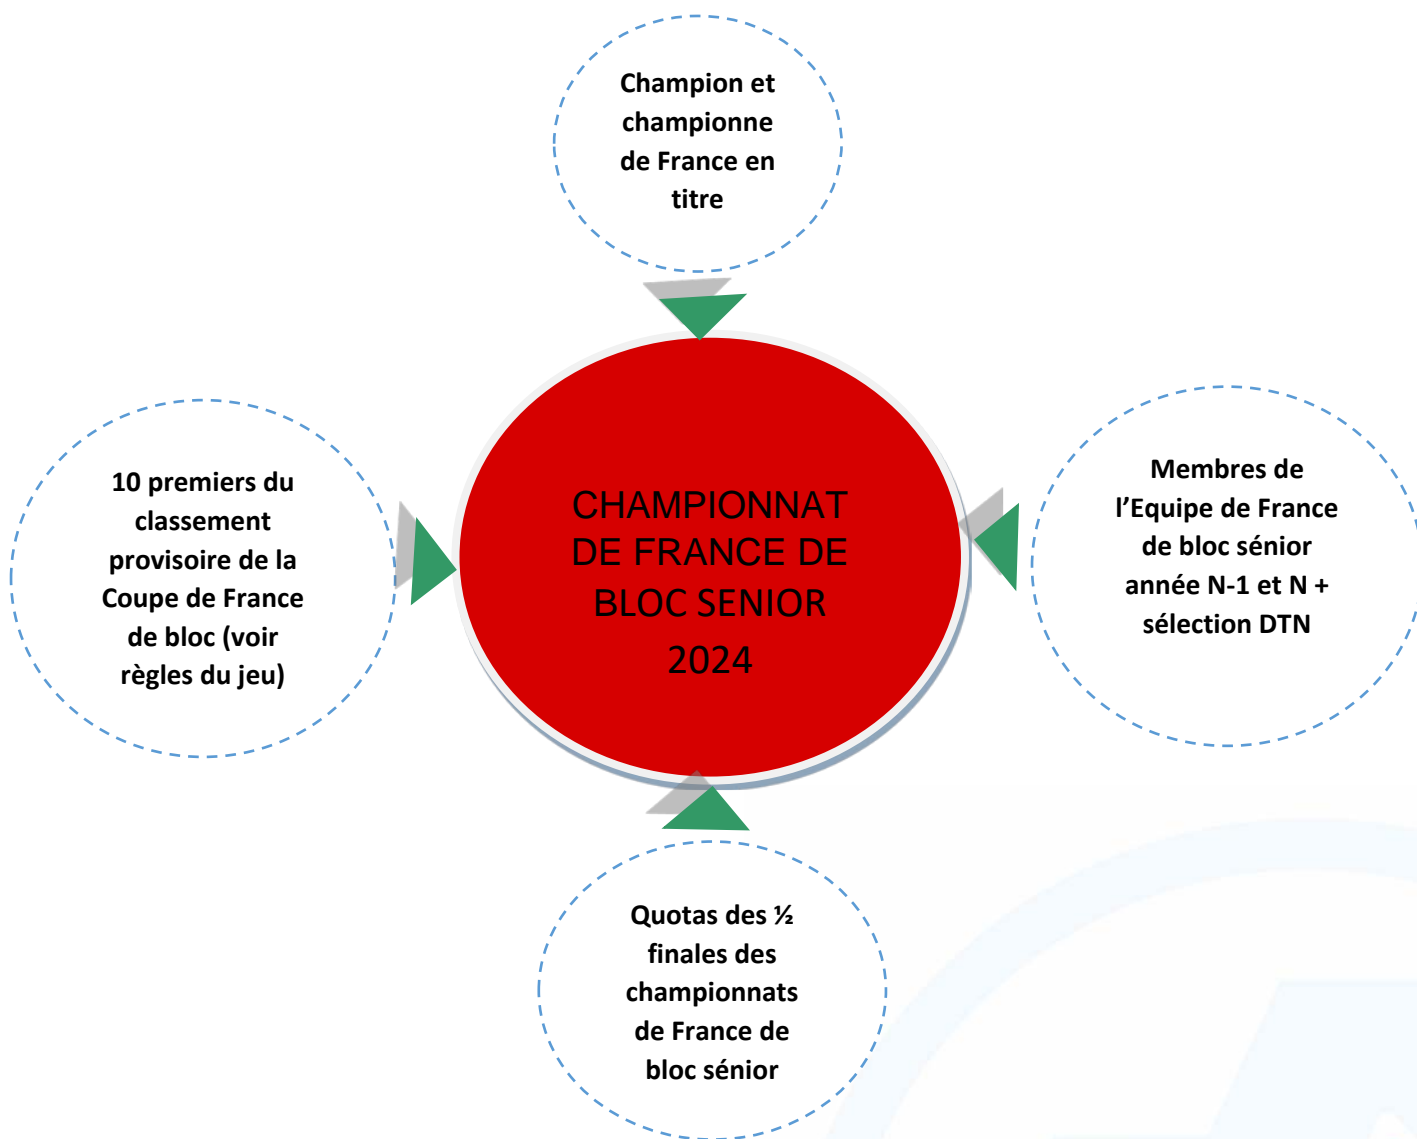 Champion et
championne
de France en
titre
10 premiers du
classement
provisoire de la
Coupe de France
de bloc (voir
règles du jeu)
CHAMPIONNAT
DE FRANCE DE
BLOC SENIOR
2024
Membres de
l’Equipe de France
de bloc sénior
année N-1 et N +
sélection DTN
Quotas des ½
finales des
championnats
de France de
bloc sénior